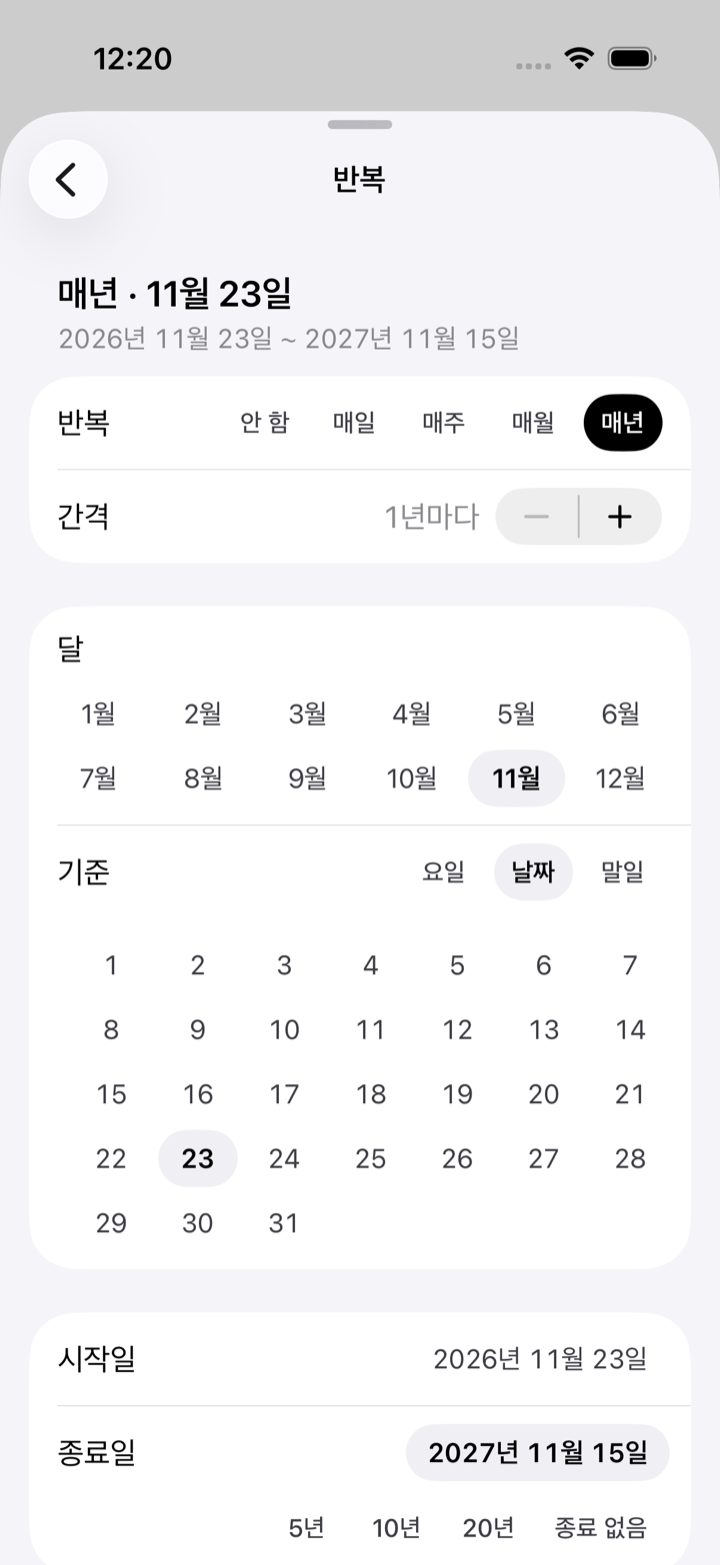 12:20
반복
매년 · 11월 23일
2026년 11월 23일 ~ 2027년 11월 15일
반복 안 함 매일 매주 매월 매년
간격 1년마다 − +
달
1월 2월 3월 4월 5월 6월
7월 8월 9월 10월 11월 12월
기준 요일 날짜 말일
1 2 3 4 5 6 7
8 9 10 11 12 13 14
15 16 17 18 19 20 21
22 23 24 25 26 27 28
29 30 31
시작일 2026년 11월 23일
종료일 2027년 11월 15일
5년 10년 20년 종료 없음